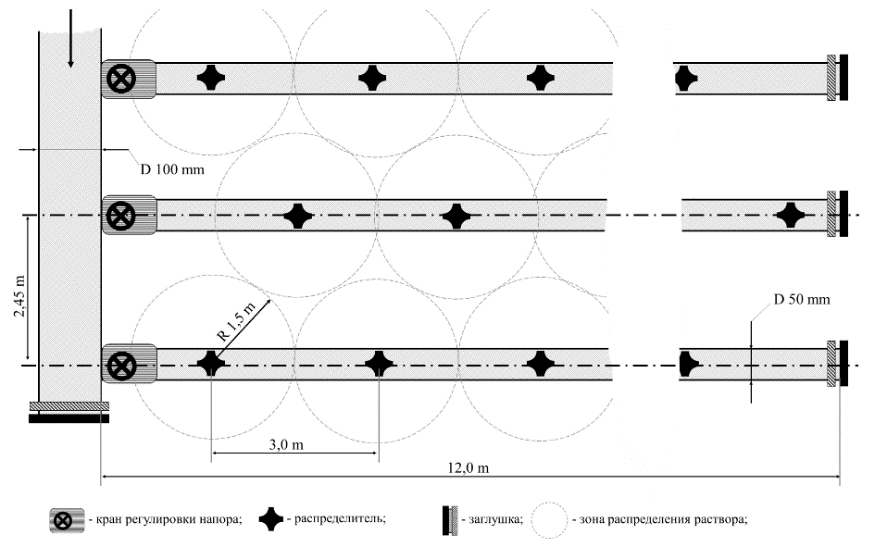 D 100 mm
2,45 m
R 1,5 m
D 50 mm
3,0 m
12,0 m
- кран регулировки напора; - распределитель; - заглушка; - зона распределения раствора;